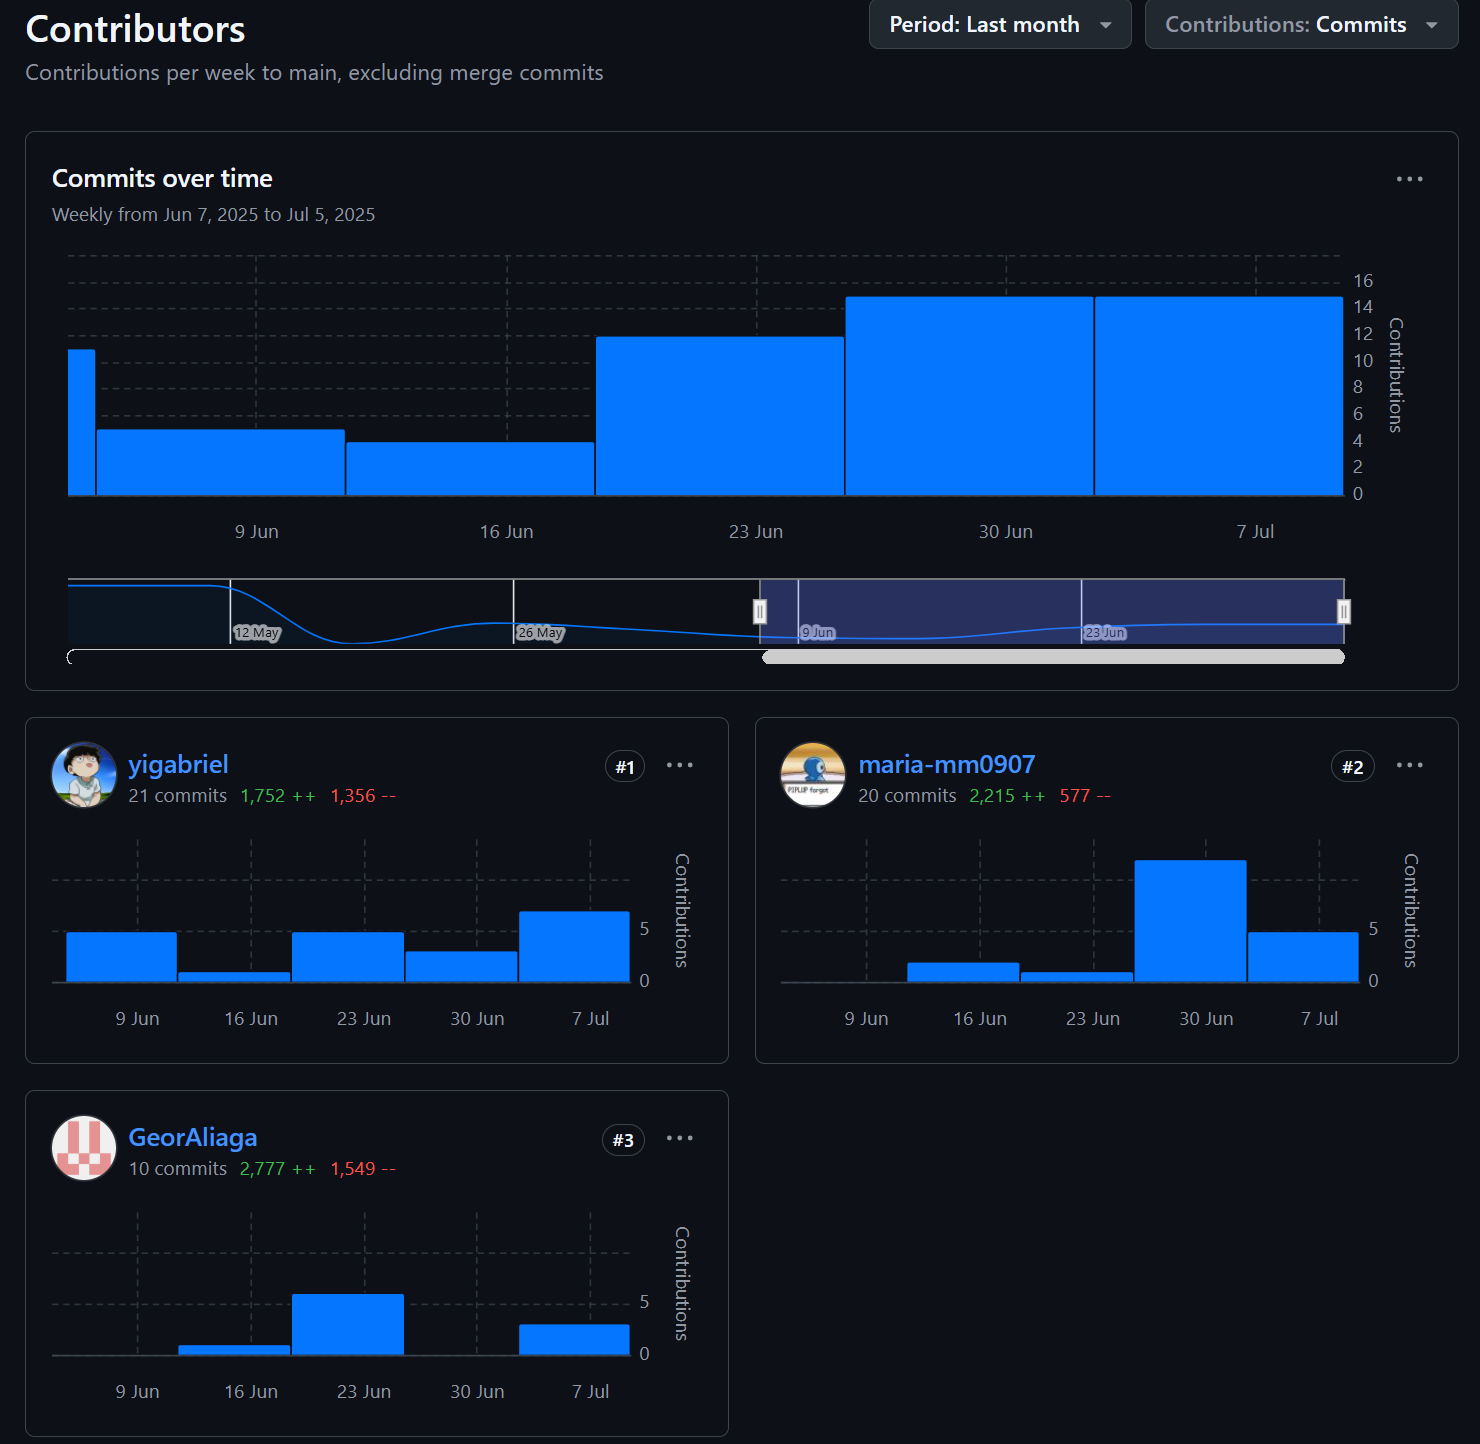 Contributors
Period: Last month
Contributions: Commits
Contributions per week to main, excluding merge commits
Commits over time
Weekly from Jun 7, 2025 to Jul 5, 2025
16
14
12
10
8
6
4
2
0
Contributions
9 Jun 16 Jun 23 Jun 30 Jun 7 Jul
12 May 26 May 9 Jun 23 Jun
yigabriel
#1
21 commits 1,752 ++ 1,356 --
5
0
Contributions
9 Jun 16 Jun 23 Jun 30 Jun 7 Jul
PIPLUP forgot
maria-mm0907
#2
20 commits 2,215 ++ 577 --
5
0
Contributions
9 Jun 16 Jun 23 Jun 30 Jun 7 Jul
GeorAliaga
#3
10 commits 2,777 ++ 1,549 --
5
0
Contributions
9 Jun 16 Jun 23 Jun 30 Jun 7 Jul